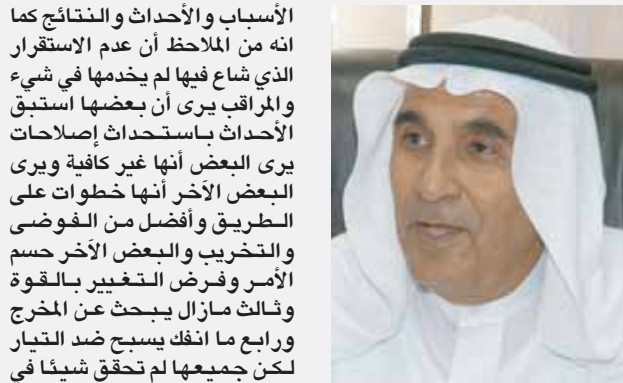 الأسباب والأحداث والنتائج كما
انه من الملاحظ أن عدم الاستقرار
الذي شاع فيها لم يخدمها في شيء
والمراقب يرى أن بعضها استبق
الأحداث باستحداث إصلاحات
يرى البعض أنها غير كافية ويرى
البعض الآخر أنها خطوات على
الطريق وأفضل من الفوضى
والتخريب والبعض الآخر حسم
الأمر وفرض التغيير بالقوة
وثالث مازال يبحث عن المخرج
ورابع ما انفك يسبح ضد التيار
لكن جميعها لم تحقق شيئا في